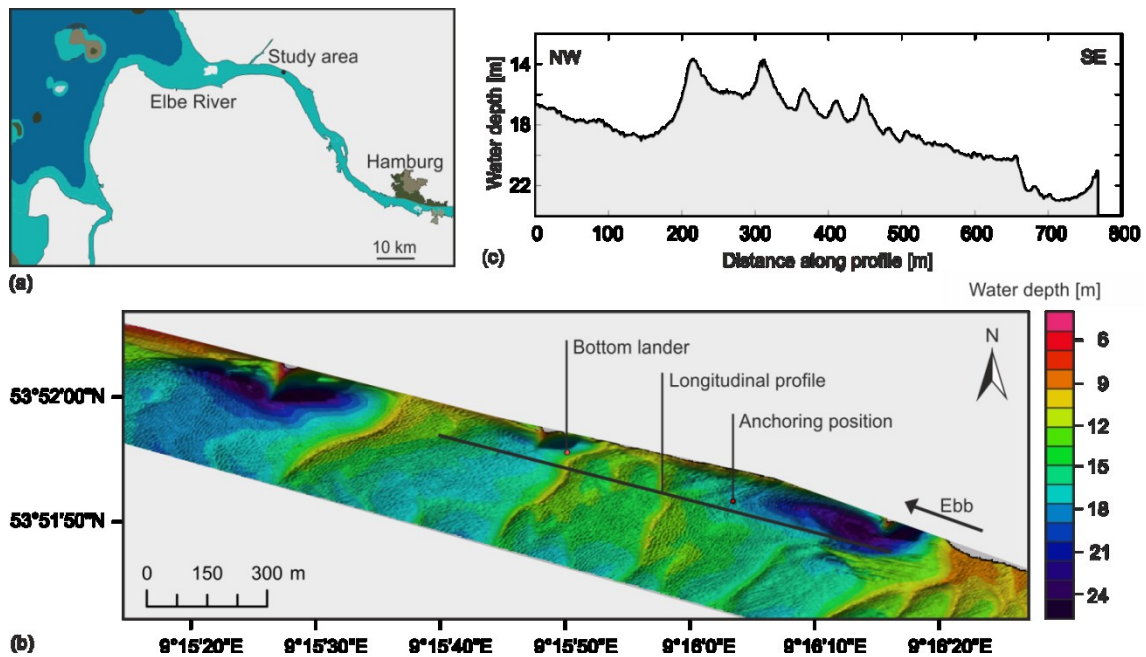 Study area
Elbe River
Hamburg
10 km
(a)
NW
SE
14
18
22
Water depth [m]
0 100 200 300 400 500 600 700 800
Distance along profile [m]
(c)
Water depth [m]
6
9
12
15
18
21
24
N
Bottom lander
Longitudinal profile
Anchoring position
Ebb
53°52'00"N
53°51'50"N
0 150 300 m
(b)
9°15'20"E 9°15'30"E 9°15'40"E 9°15'50"E 9°16'0"E 9°16'10"E 9°16'20"E